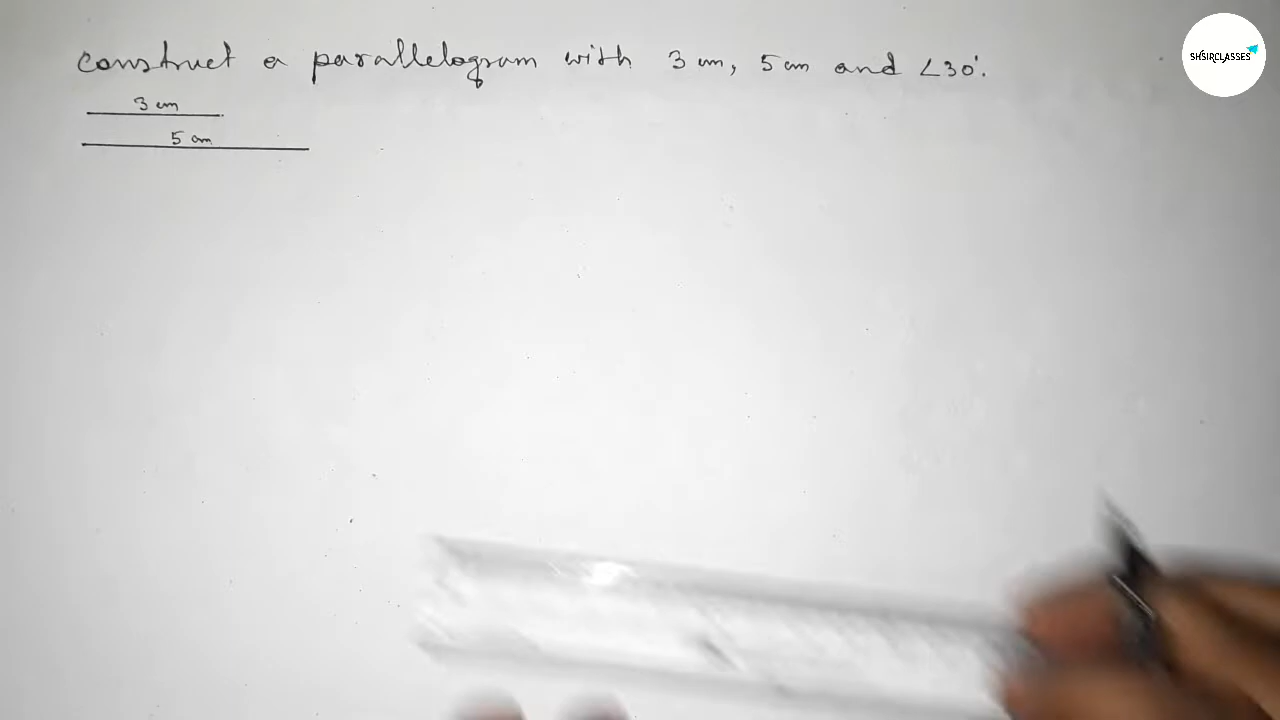 construct a parallelogram with 3 cm, 5 cm and ∠30°.
3 cm
5 cm
SHSIRCLASSES